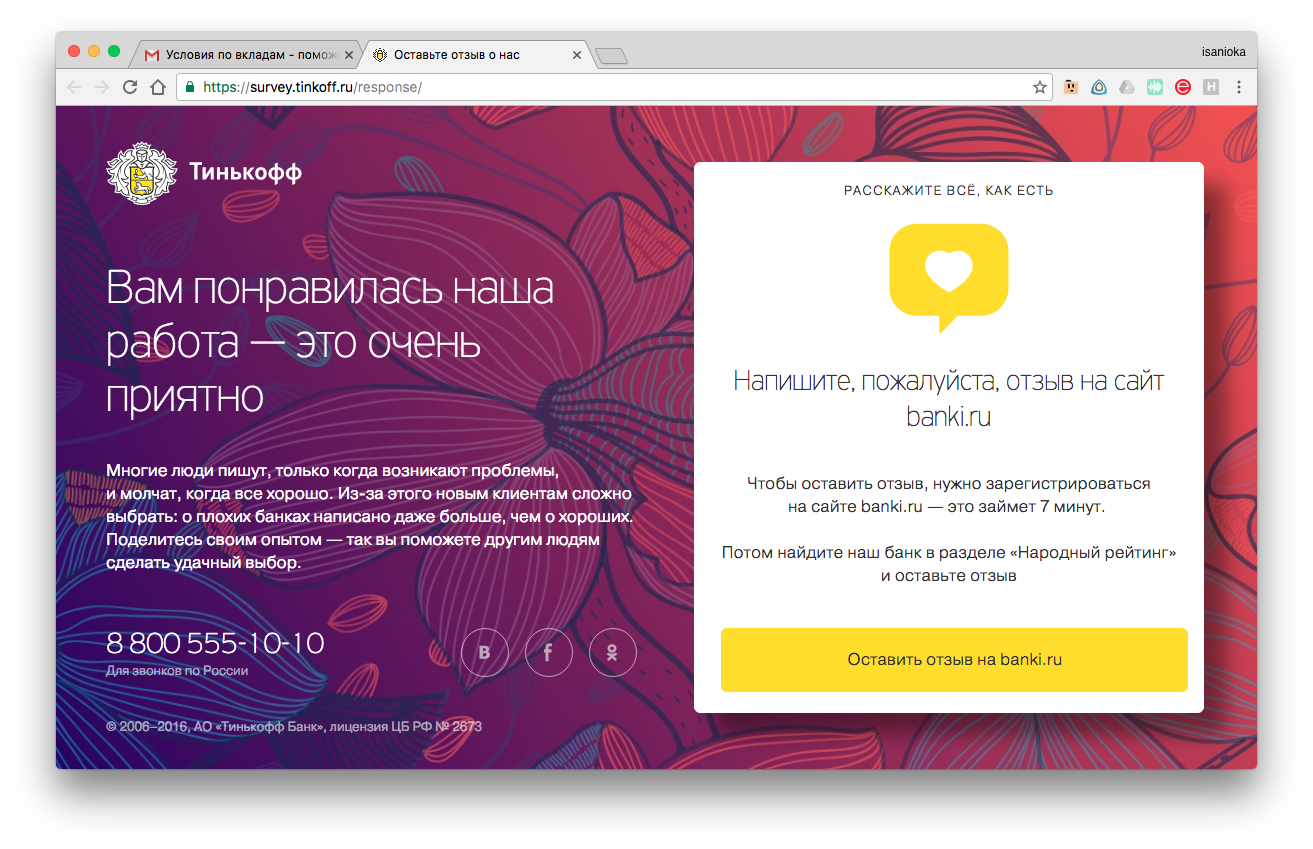 Условия по вкладам - помож
Оставьте отзыв о нас
isanioka
https://survey.tinkoff.ru/response/
Тинькофф
Вам понравилась наша
работа — это очень
приятно
Многие люди пишут, только когда возникают проблемы,
и молчат, когда все хорошо. Из-за этого новым клиентам сложно
выбрать: о плохих банках написано даже больше, чем о хороших.
Поделитесь своим опытом — так вы поможете другим людям
сделать удачный выбор.
8 800 555-10-10
Для звонков по России
В
f
© 2006–2016, АО «Тинькофф Банк», лицензия ЦБ РФ № 2673
РАССКАЖИТЕ ВСЁ, КАК ЕСТЬ
Напишите, пожалуйста, отзыв на сайт
banki.ru
Чтобы оставить отзыв, нужно зарегистрироваться
на сайте banki.ru — это займет 7 минут.
Потом найдите наш банк в разделе «Народный рейтинг»
и оставьте отзыв
Оставить отзыв на banki.ru